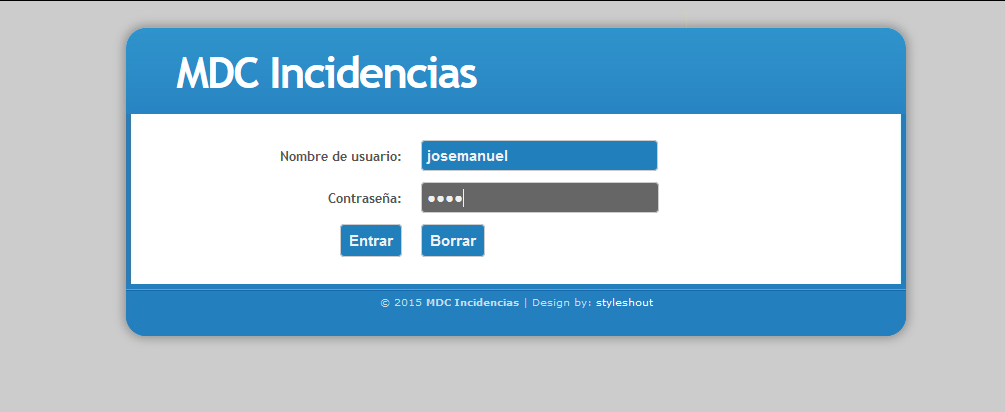 MDC Incidencias
Nombre de usuario: josemanuel
Contraseña: ●●●●
Entrar Borrar
© 2015 MDC Incidencias | Design by: styleshout